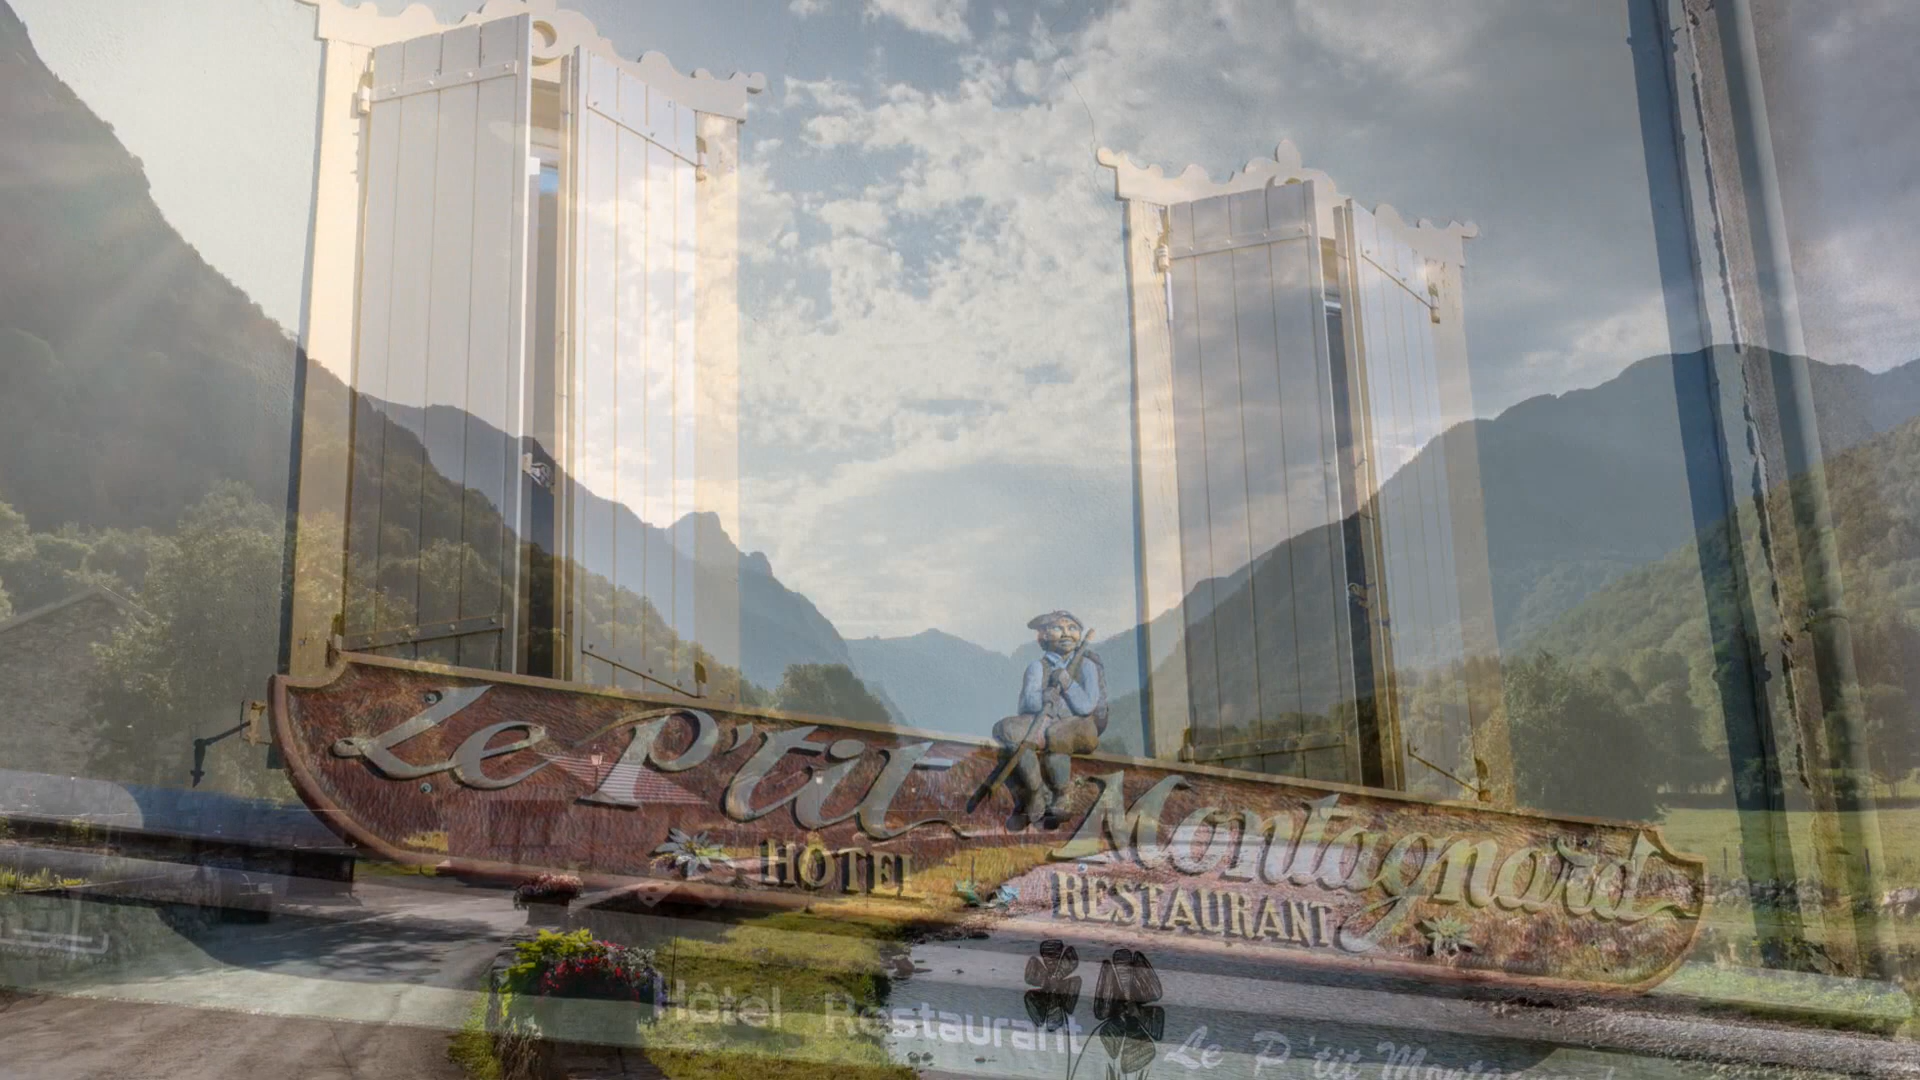 Le P'tit Montagnard
HÔTEL
RESTAURANT
Hôtel Restaurant
Le P'tit Montagnard